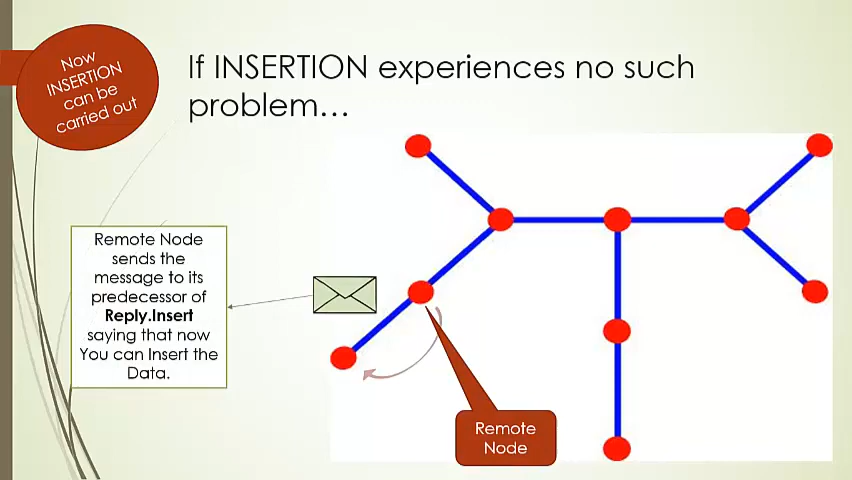 Now
INSERTION
can be
carried out
If INSERTION experiences no such
problem…
Remote Node
sends the
message to its
predecessor of
Reply.Insert
saying that now
You can Insert the
Data.
Remote
Node